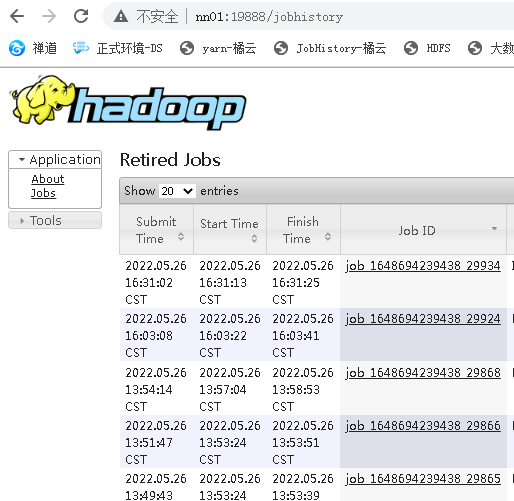 不安全 nn01:19888/jobhistory
禅道 正式环境-DS yarn-橘云 JobHistory-橘云 HDFS 大数
hadoop
Application
About
Jobs
Tools
Retired Jobs
Show 20 entries
Submit Time Start Time Finish Time Job ID
2022.05.26 2022.05.26 2022.05.26 job_1648694239438_29934
16:31:02 16:31:13 16:31:25
CST CST CST
2022.05.26 2022.05.26 2022.05.26 job_1648694239438_29924
16:03:08 16:03:22 16:03:41
CST CST CST
2022.05.26 2022.05.26 2022.05.26 job_1648694239438_29868
13:54:14 13:57:04 13:58:53
CST CST CST
2022.05.26 2022.05.26 2022.05.26 job_1648694239438_29866
13:51:47 13:53:24 13:53:51
CST CST CST
2022.05.26 2022.05.26 2022.05.26 job_1648694239438_29865
13:49:43 13:53:24 13:53:39